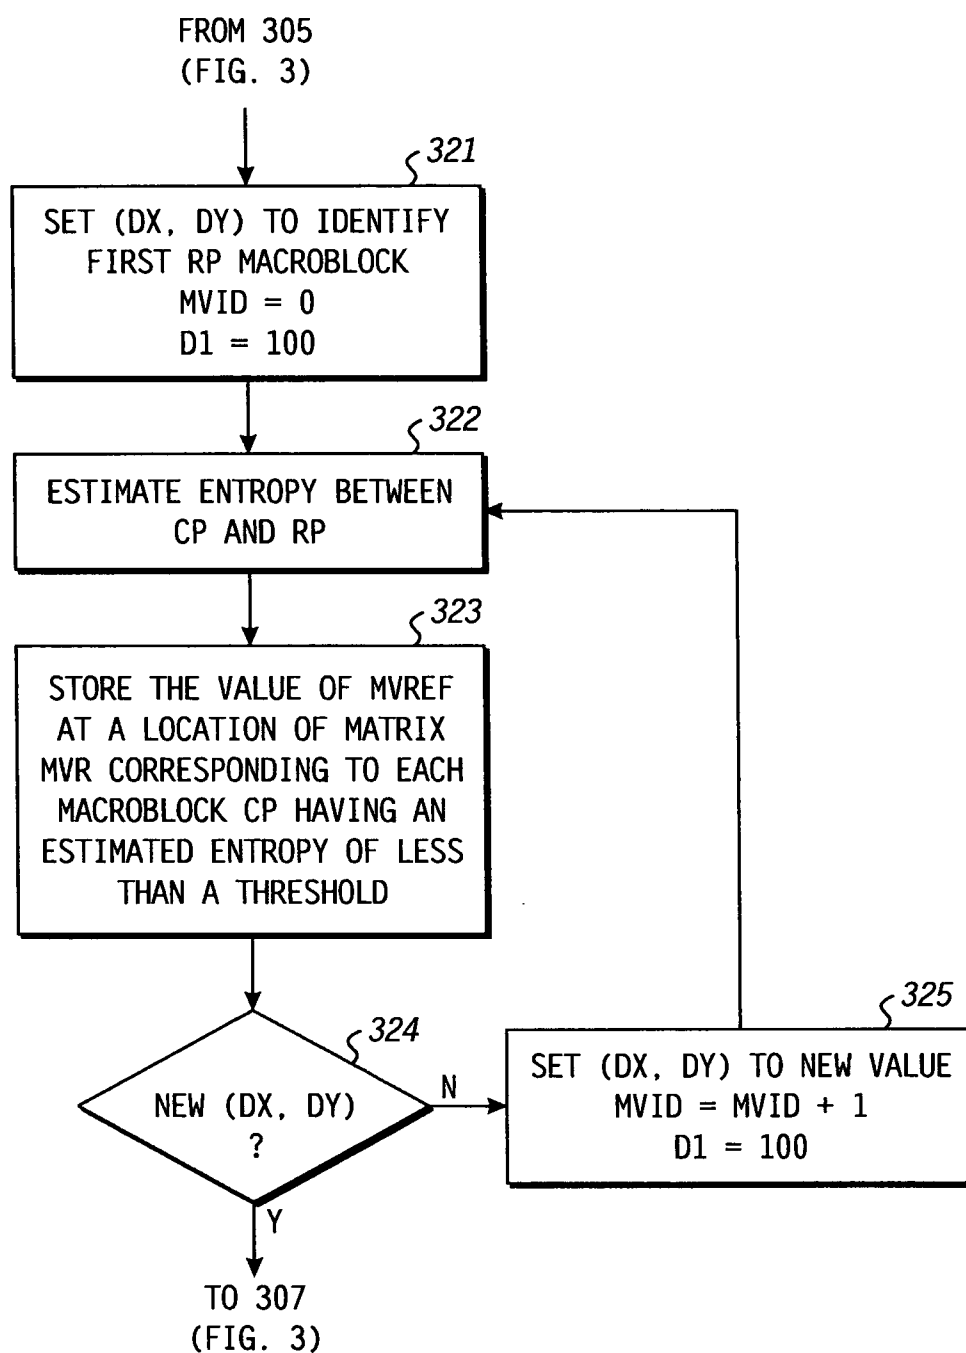 FROM 305
(FIG. 3)
321
SET (DX, DY) TO IDENTIFY
FIRST RP MACROBLOCK
MVID = 0
D1 = 100
322
ESTIMATE ENTROPY BETWEEN
CP AND RP
323
STORE THE VALUE OF MVREF
AT A LOCATION OF MATRIX
MVR CORRESPONDING TO EACH
MACROBLOCK CP HAVING AN
ESTIMATED ENTROPY OF LESS
THAN A THRESHOLD
324
NEW (DX, DY)
?
N
325
SET (DX, DY) TO NEW VALUE
MVID = MVID + 1
D1 = 100
Y
TO 307
(FIG. 3)